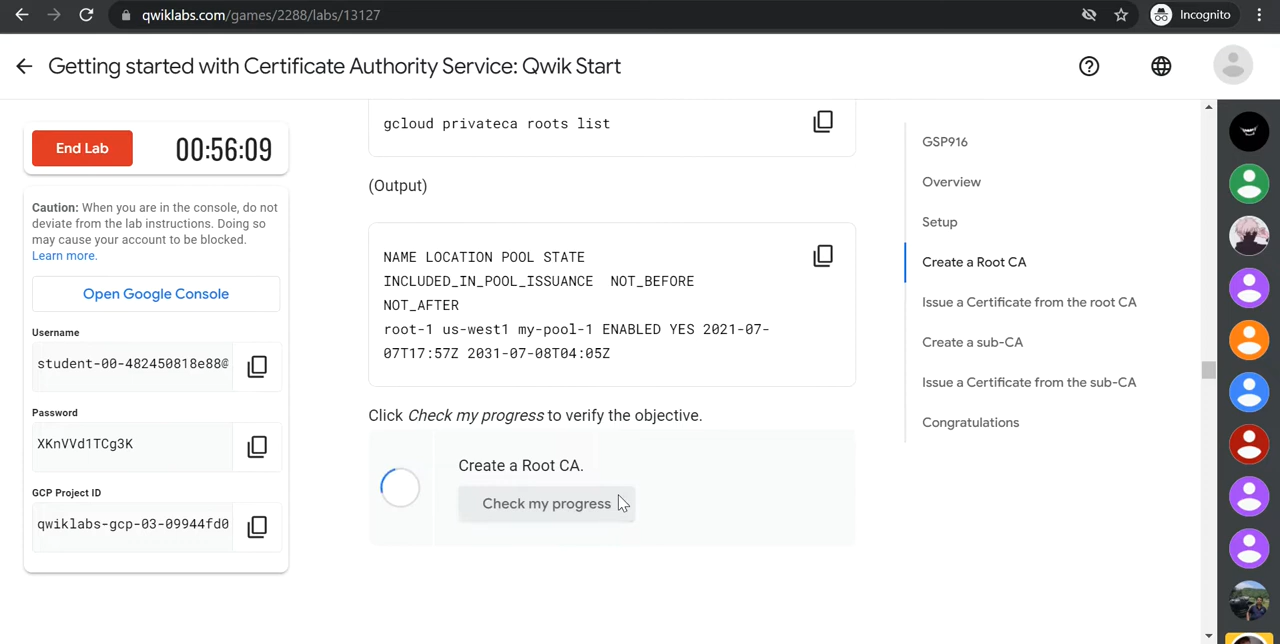 qwiklabs.com/games/2288/labs/13127
Incognito
Getting started with Certificate Authority Service: Qwik Start
End Lab
00:56:09
Caution: When you are in the console, do not
deviate from the lab instructions. Doing so
may cause your account to be blocked.
Learn more.
Open Google Console
Username
student-00-482450818e88@
Password
XKnVVd1TCg3K
GCP Project ID
qwiklabs-gcp-03-09944fd0
gcloud privateca roots list
(Output)
NAME LOCATION POOL STATE
INCLUDED_IN_POOL_ISSUANCE  NOT_BEFORE
NOT_AFTER
root-1 us-west1 my-pool-1 ENABLED YES 2021-07-
07T17:57Z 2031-07-08T04:05Z
Click Check my progress to verify the objective.
Create a Root CA.
Check my progress
GSP916
Overview
Setup
Create a Root CA
Issue a Certificate from the root CA
Create a sub-CA
Issue a Certificate from the sub-CA
Congratulations